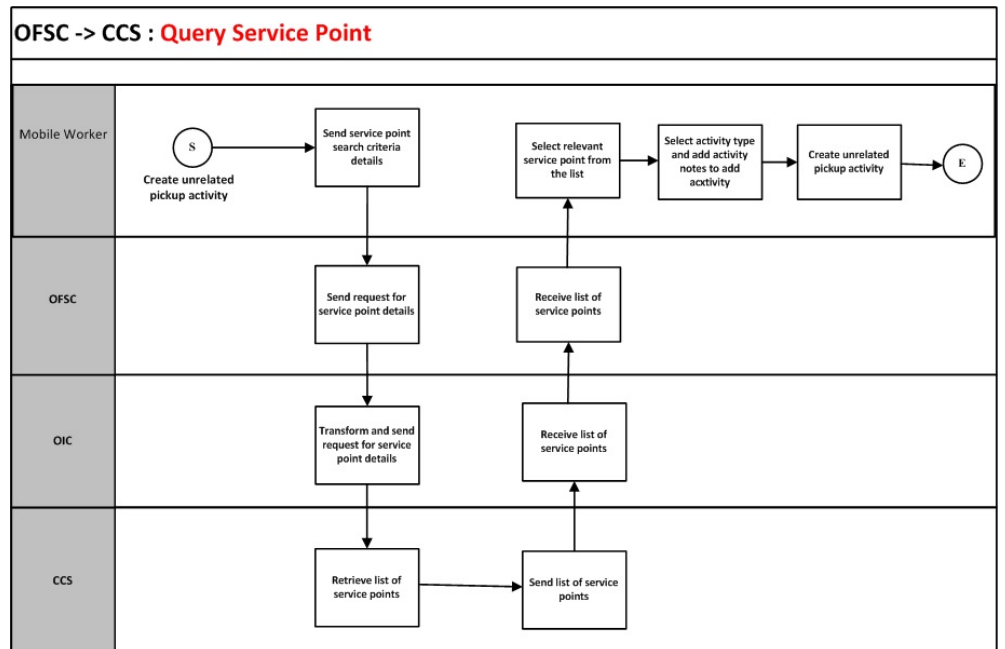 OFSC -> CCS : Query Service Point
Mobile Worker
S
Create unrelated
pickup activity
Send service point
search criteria
details
Select relevant
service point from
the list
Select activity type
and add activity
notes to add
acxtivity
Create unrelated
pickup activity
E
OFSC
Send request for
service point details
Receive list of
service points
OIC
Transform and send
request for service
point details
Receive list of
service points
CCS
Retrieve list of
service points
Send list of service
points